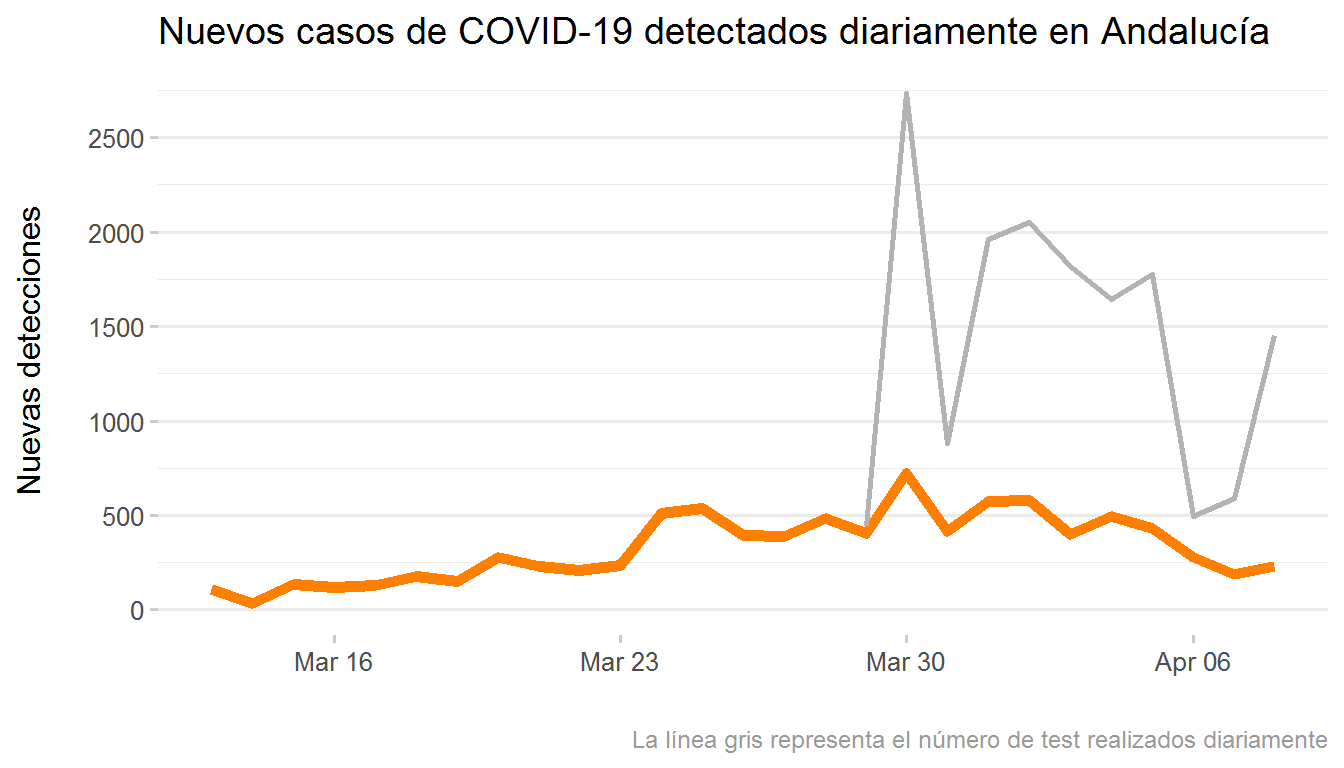 Nuevos casos de COVID-19 detectados diariamente en Andalucía
Nuevas detecciones
2500
2000
1500
1000
500
0
Mar 16 Mar 23 Mar 30 Apr 06
La línea gris representa el número de test realizados diariamente